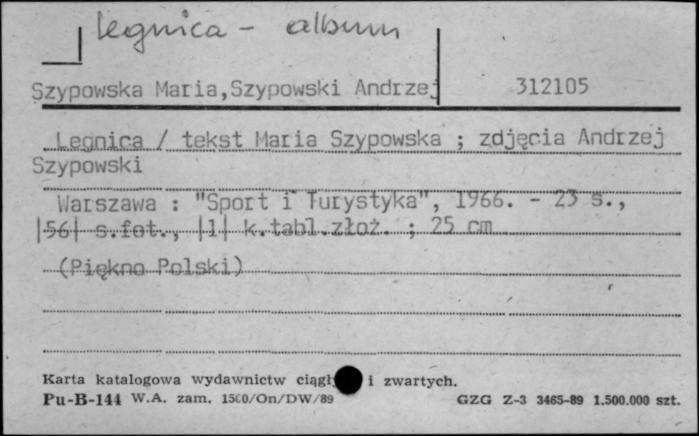 Legnica - album
Szypowska Maria,Szypowski Andrzej 312105
Legnica / tekst Maria Szypowska ; zdjęcia Andrzej
Szypowski
Warszawa : "Sport i Turystyka", 1966. - 23 s.,
|56| s.fot., |1| k.tabl.złoż. ; 25 cm
(Piękno Polski)
Karta katalogowa wydawnictw ciągły i zwartych.
Pu-B-144 W.A. zam. 1500/On/DW/89 GZG Z-3 3465-89 1.500.000 szt.